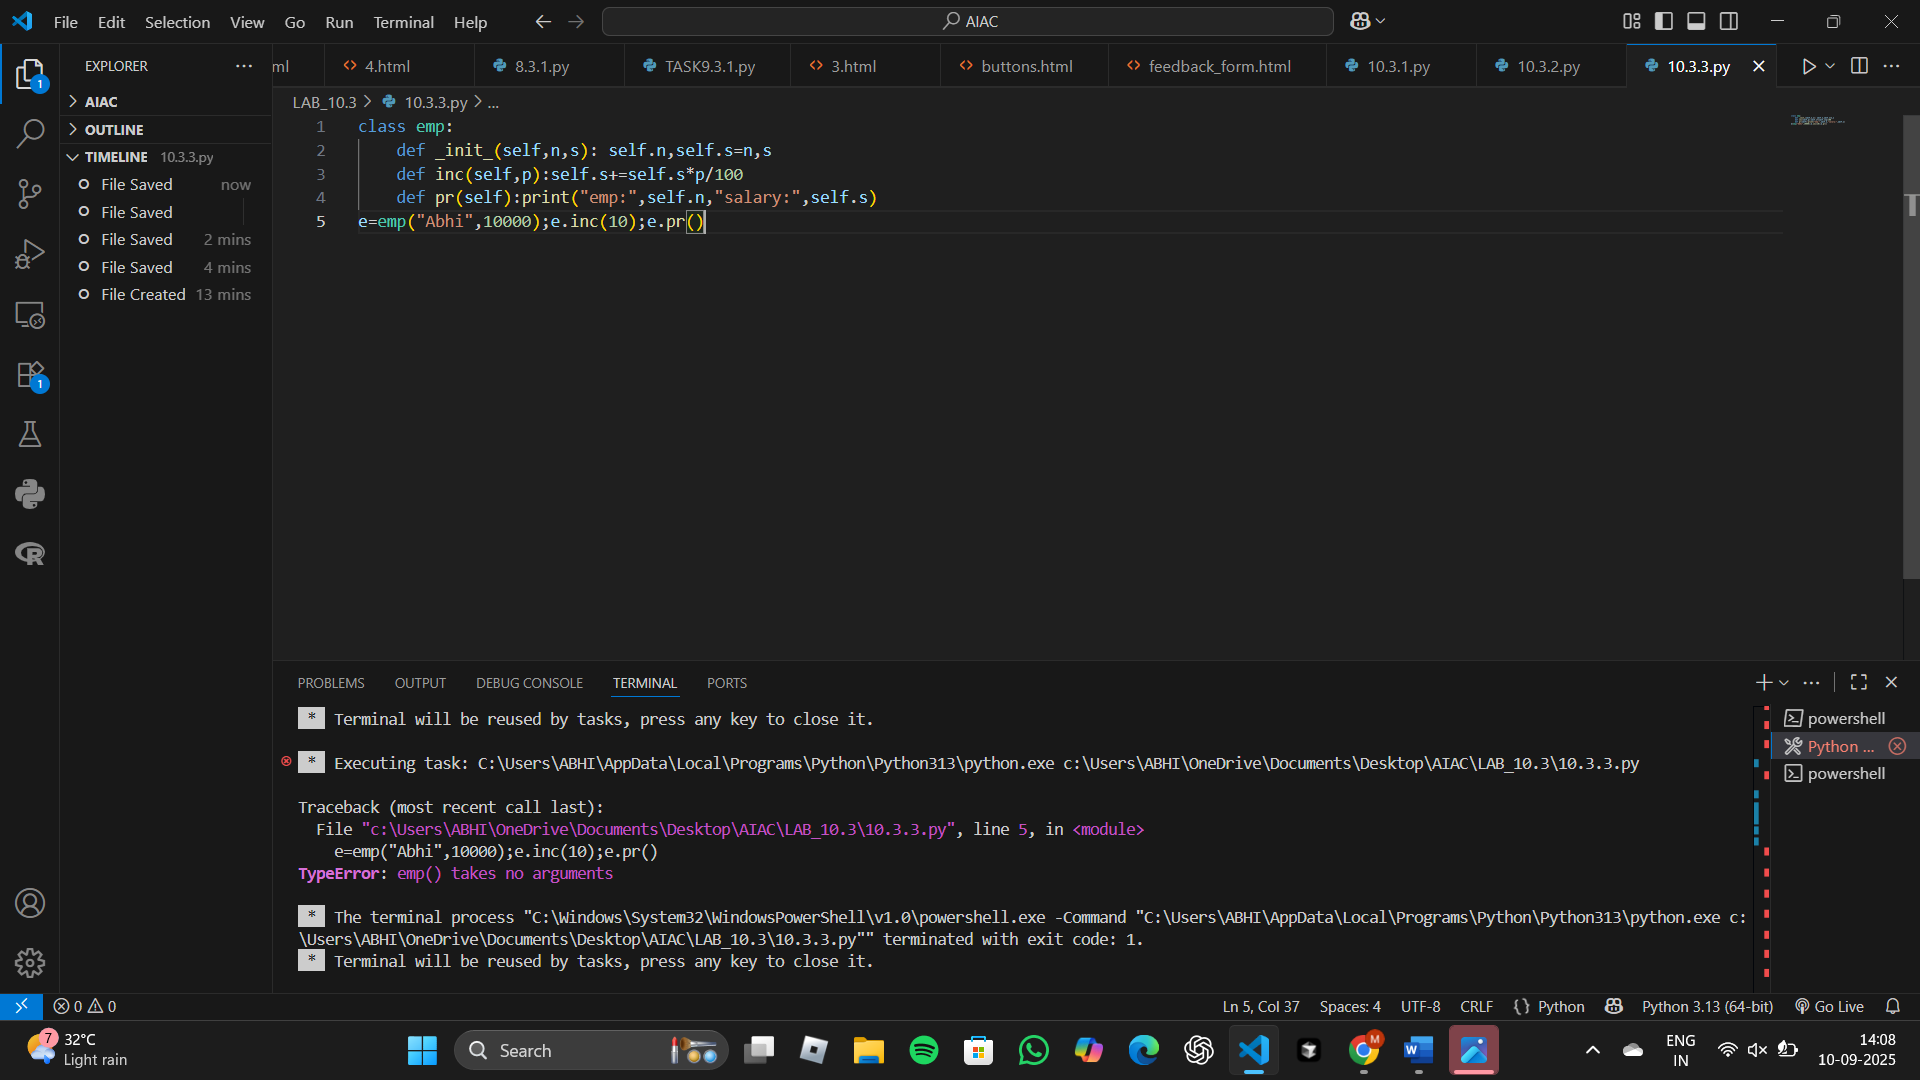 File Edit Selection View Go Run Terminal Help
AIAC
EXPLORER
ml
4.html
8.3.1.py
TASK9.3.1.py
3.html
buttons.html
feedback_form.html
10.3.1.py
10.3.2.py
10.3.3.py
AIAC
OUTLINE
TIMELINE 10.3.3.py
File Saved now
File Saved
File Saved 2 mins
File Saved 4 mins
File Created 13 mins
1
1
LAB_10.3 > 10.3.3.py > ...
1 class emp:
2 def _init_(self,n,s): self.n,self.s=n,s
3 def inc(self,p):self.s+=self.s*p/100
4 def pr(self):print("emp:",self.n,"salary:",self.s)
5 e=emp("Abhi",10000);e.inc(10);e.pr()
PROBLEMS OUTPUT DEBUG CONSOLE TERMINAL PORTS
* Terminal will be reused by tasks, press any key to close it.
* Executing task: C:\Users\ABHI\AppData\Local\Programs\Python\Python313\python.exe c:\Users\ABHI\OneDrive\Documents\Desktop\AIAC\LAB_10.3\10.3.3.py
Traceback (most recent call last):
File "c:\Users\ABHI\OneDrive\Documents\Desktop\AIAC\LAB_10.3\10.3.3.py", line 5, in <module>
e=emp("Abhi",10000);e.inc(10);e.pr()
TypeError: emp() takes no arguments
* The terminal process "C:\Windows\System32\WindowsPowerShell\v1.0\powershell.exe -Command "C:\Users\ABHI\AppData\Local\Programs\Python\Python313\python.exe c:
\Users\ABHI\OneDrive\Documents\Desktop\AIAC\LAB_10.3\10.3.3.py"" terminated with exit code: 1.
* Terminal will be reused by tasks, press any key to close it.
powershell
Python ...
powershell
0 0
Ln 5, Col 37 Spaces: 4 UTF-8 CRLF {} Python Python 3.13 (64-bit) Go Live
7
32°C
Light rain
Search
M
W
ENG
IN
14:08
10-09-2025